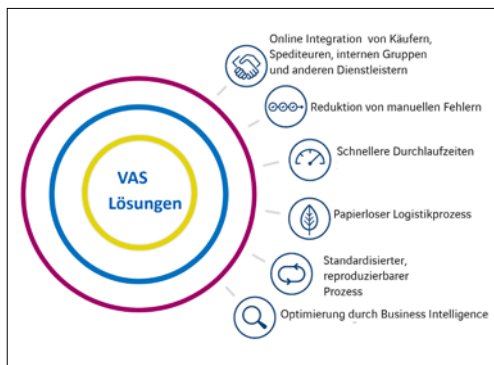 Online Integration von Käufern,
Spediteuren, internen Gruppen
und anderen Dienstleistern
Reduktion von manuellen Fehlern
Schnellere Durchlaufzeiten
VAS
Lösungen
Papierloser Logistikprozess
Standardisierter,
reproduzierbarer
Prozess
Optimierung durch Business Intelligence